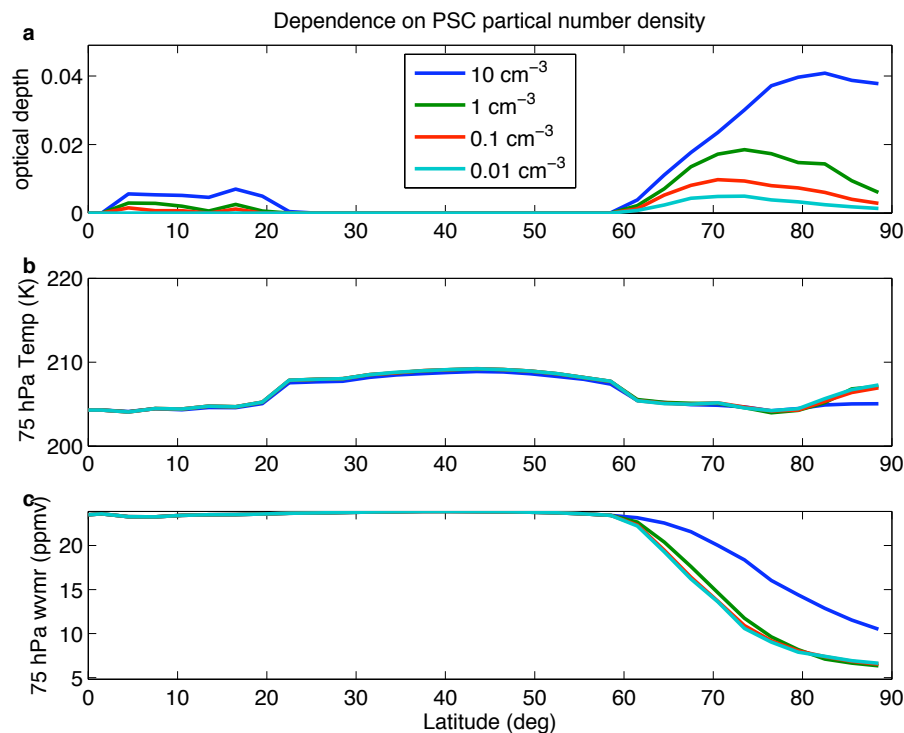 Dependence on PSC partical number density
a
optical depth
0.04
0.02
0
10 cm⁻³
1 cm⁻³
0.1 cm⁻³
0.01 cm⁻³
0 10 20 30 40 50 60 70 80 90
b
75 hPa Temp (K)
220
210
200
0 10 20 30 40 50 60 70 80 90
c
75 hPa wvmr (ppmv)
20
15
10
5
0 10 20 30 40 50 60 70 80 90
Latitude (deg)